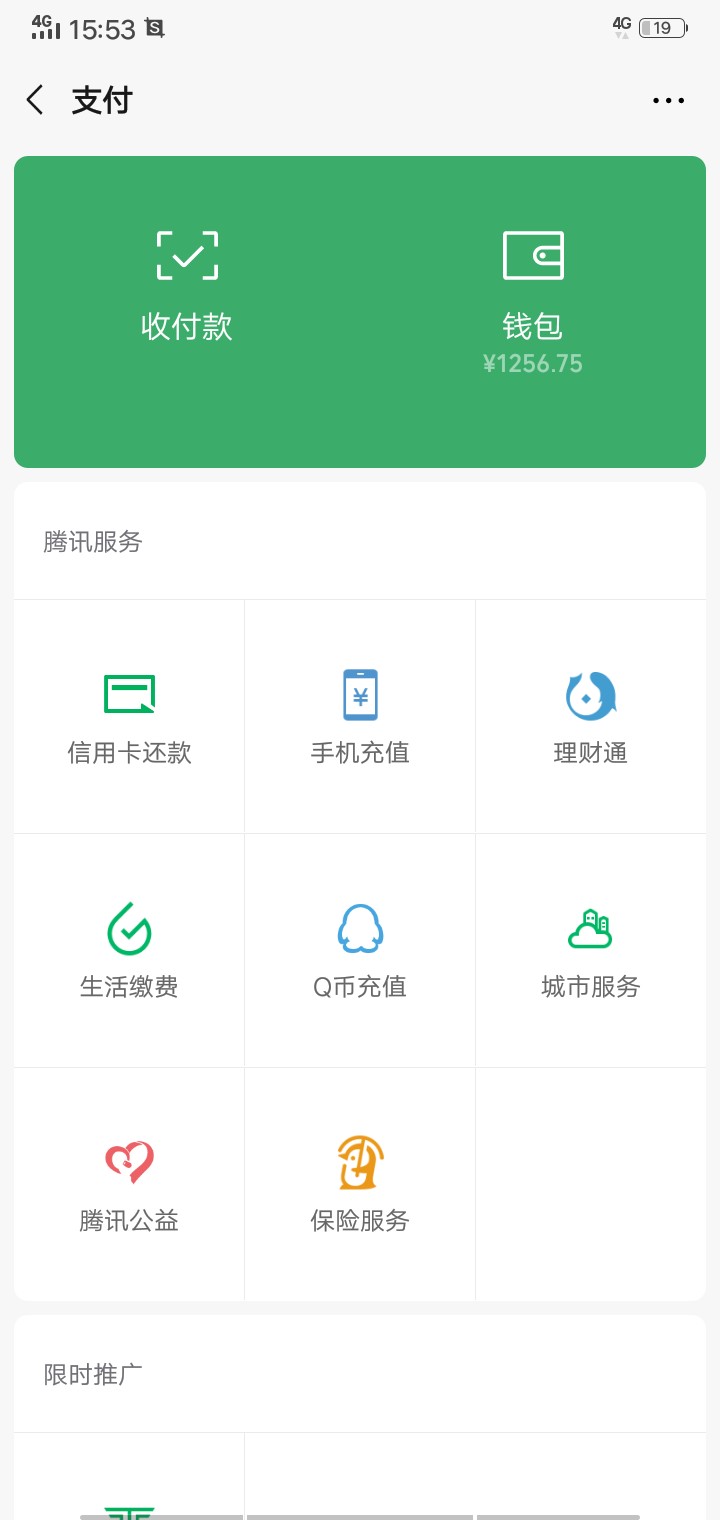 4G 15:53 4G 19
支付
收付款 钱包
¥1256.75
腾讯服务
信用卡还款 手机充值 理财通
生活缴费 Q币充值 城市服务
腾讯公益 保险服务
限时推广